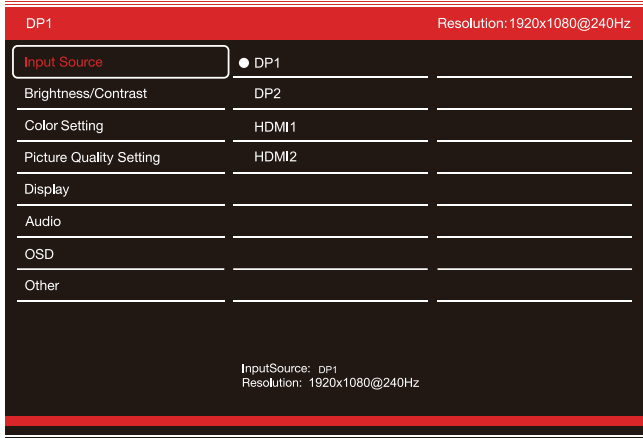 DP1 Resolution:1920x1080@240Hz
Input Source DP1
Brightness/Contrast DP2
Color Setting HDMI1
Picture Quality Setting HDMI2
Display
Audio
OSD
Other
InputSource: DP1
Resolution: 1920x1080@240Hz